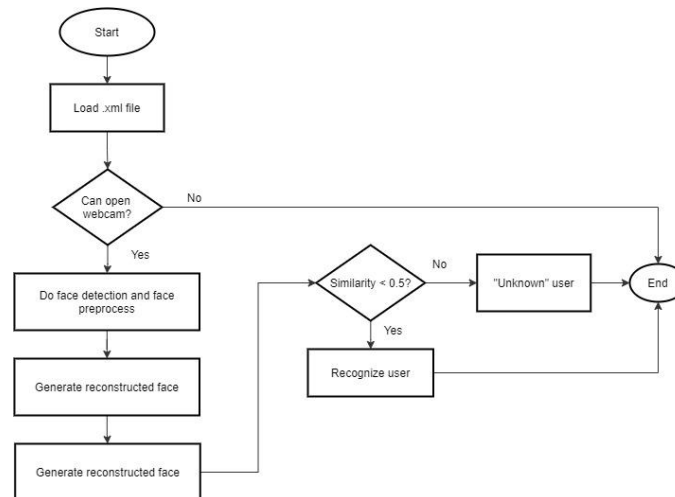 Start
Load .xml file
Can open
webcam?
No
Yes
Do face detection and face
preprocess
Generate reconstructed face
Generate reconstructed face
Similarity < 0.5?
No
"Unknown" user
End
Yes
Recognize user